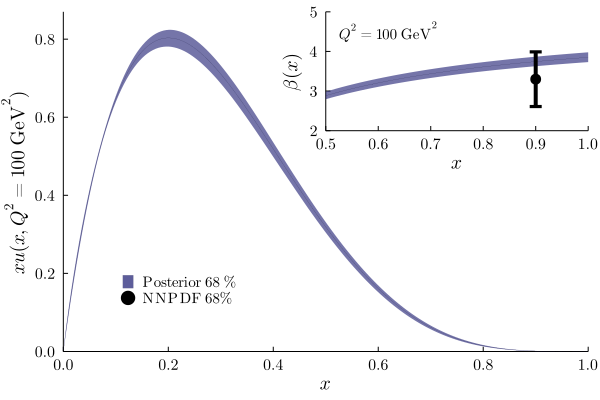 xu(x, Q² = 100 GeV²)
0.8
0.6
0.4
0.2
0.0
0.0 0.2 0.4 0.6 0.8 1.0
x
Posterior 68 %
NNPDF 68%
Q² = 100 GeV²
β(x)
5
4
3
2
0.5 0.6 0.7 0.8 0.9 1.0
x